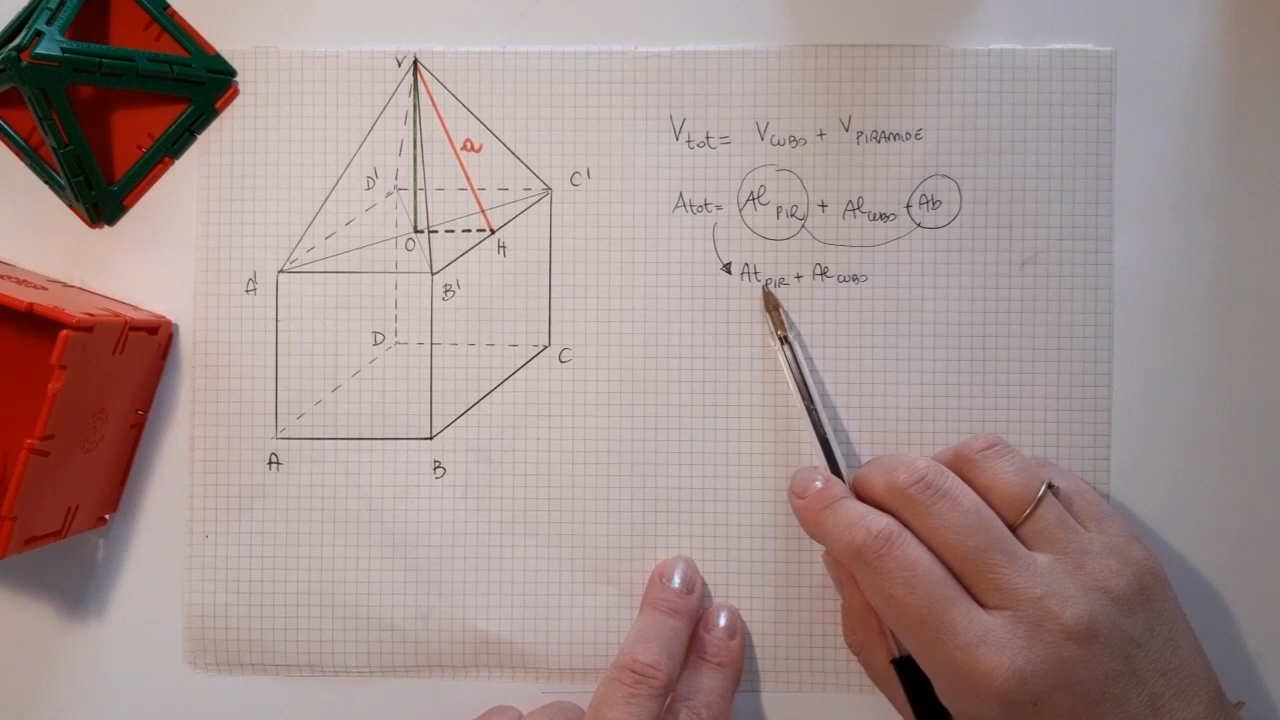 V
a
D'
C'
O
H
A'
B'
D
C
A
B
Vtot= VCUBO + VPIRAMIDE
Atot= Al PIR + Al CUBO + Ab
At PIR + Al CUBO